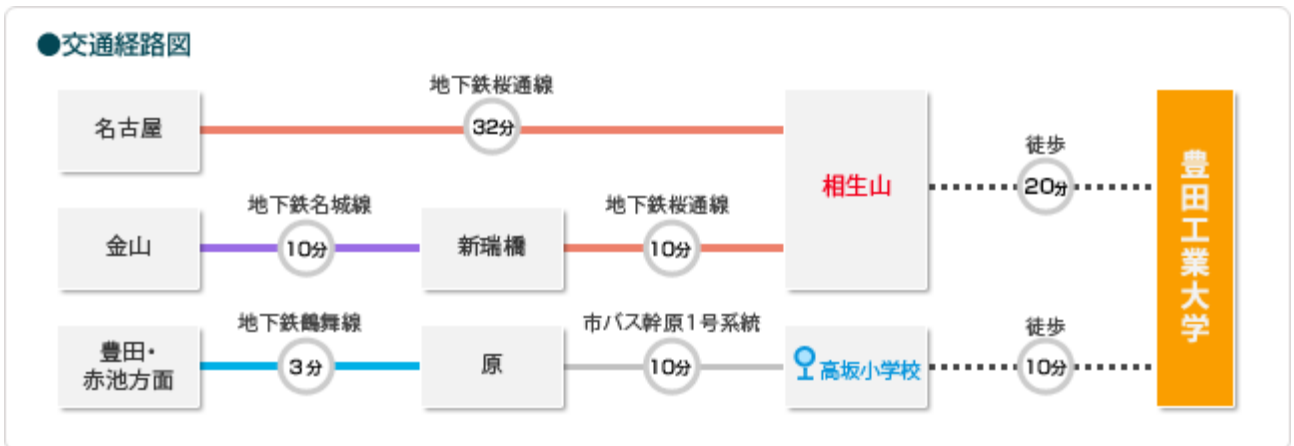 ●交通経路図
地下鉄桜通線
名古屋
32分
相生山
徒歩
20分
豊田工業大学
地下鉄名城線
地下鉄桜通線
金山
10分
新瑞橋
10分
地下鉄鶴舞線
市バス幹原1号系統
徒歩
豊田・
赤池方面
3分
原
10分
高坂小学校
10分